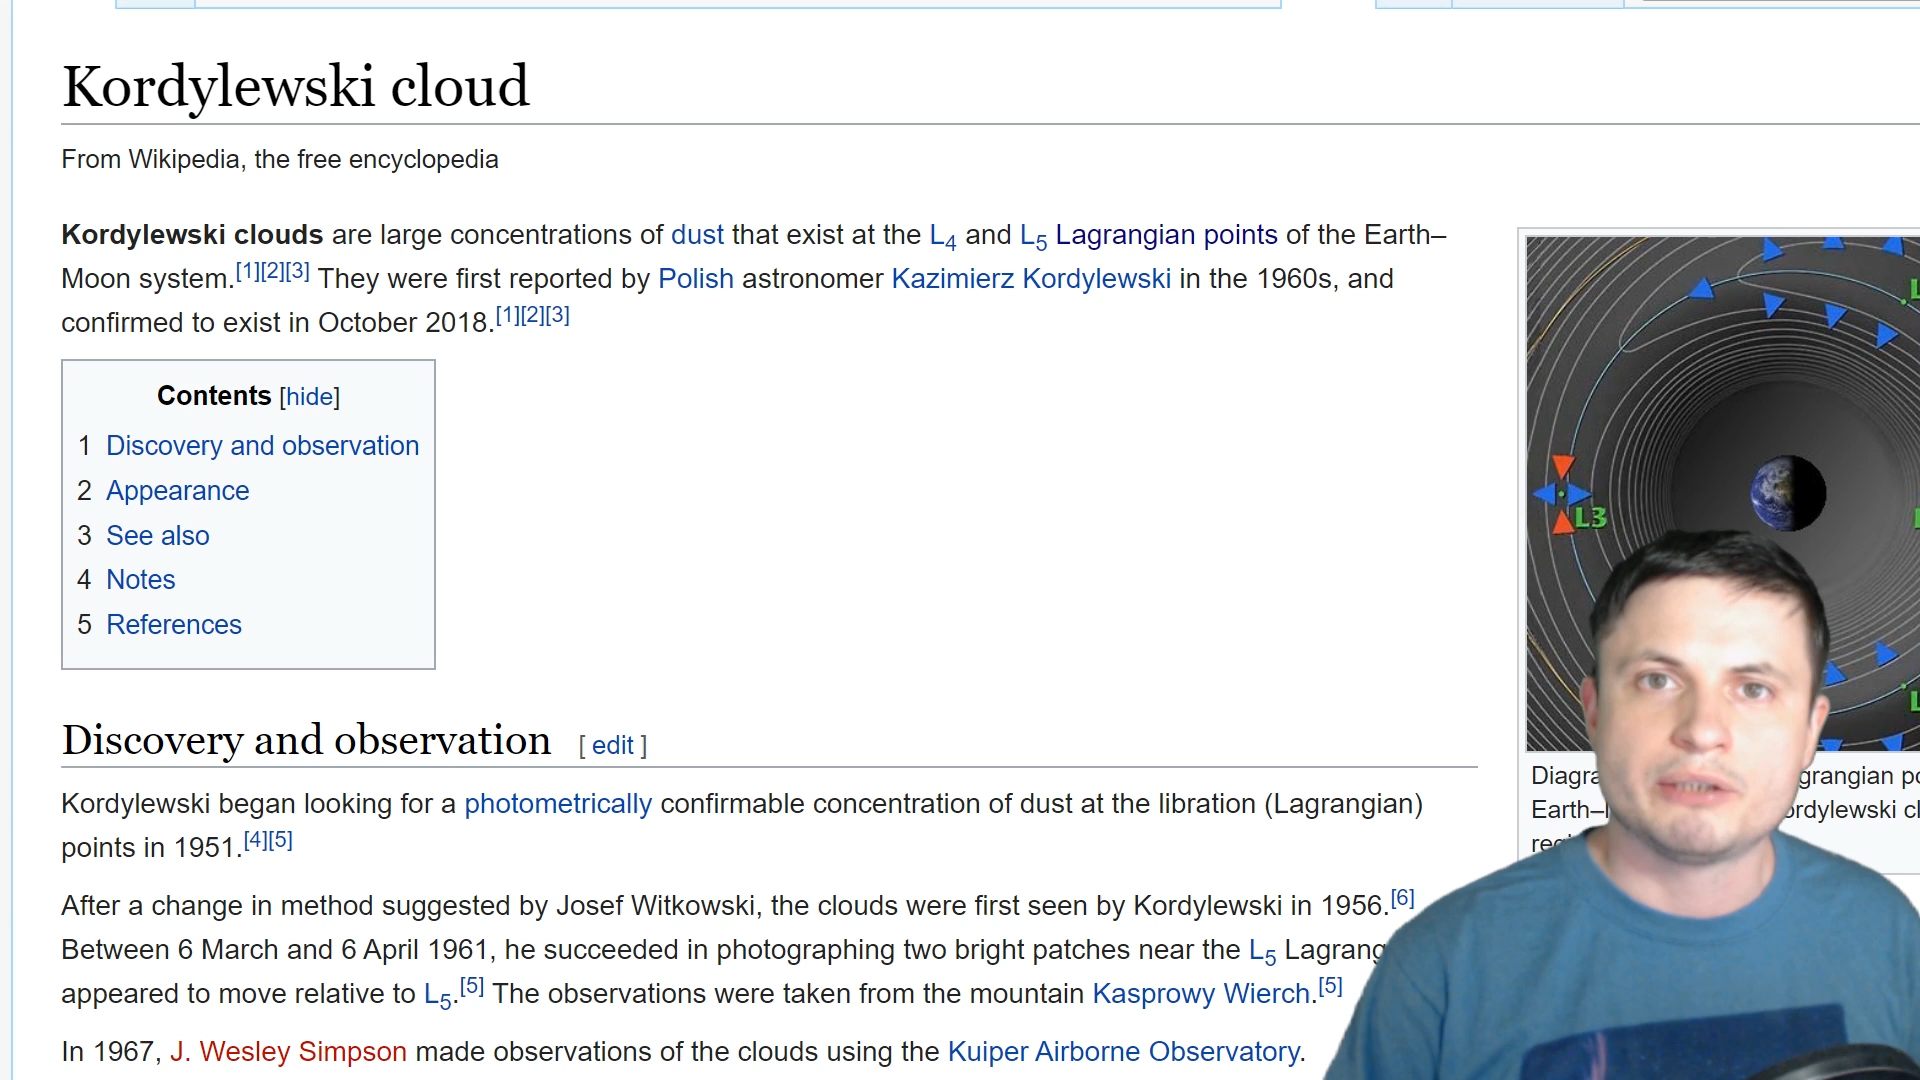 Kordylewski cloud
From Wikipedia, the free encyclopedia
Kordylewski clouds are large concentrations of dust that exist at the L4 and L5 Lagrangian points of the Earth–
Moon system.[1][2][3] They were first reported by Polish astronomer Kazimierz Kordylewski in the 1960s, and
confirmed to exist in October 2018.[1][2][3]
Contents [hide]
1 Discovery and observation
2 Appearance
3 See also
4 Notes
5 References
L3
Discovery and observation [ edit ]
Kordylewski began looking for a photometrically confirmable concentration of dust at the libration (Lagrangian)
points in 1951.[4][5]
After a change in method suggested by Josef Witkowski, the clouds were first seen by Kordylewski in 1956.[6]
Between 6 March and 6 April 1961, he succeeded in photographing two bright patches near the L5 Lagrang
appeared to move relative to L5.[5] The observations were taken from the mountain Kasprowy Wierch.[5]
In 1967, J. Wesley Simpson made observations of the clouds using the Kuiper Airborne Observatory.
Diagra grangian po
Earth– ordylewski cl